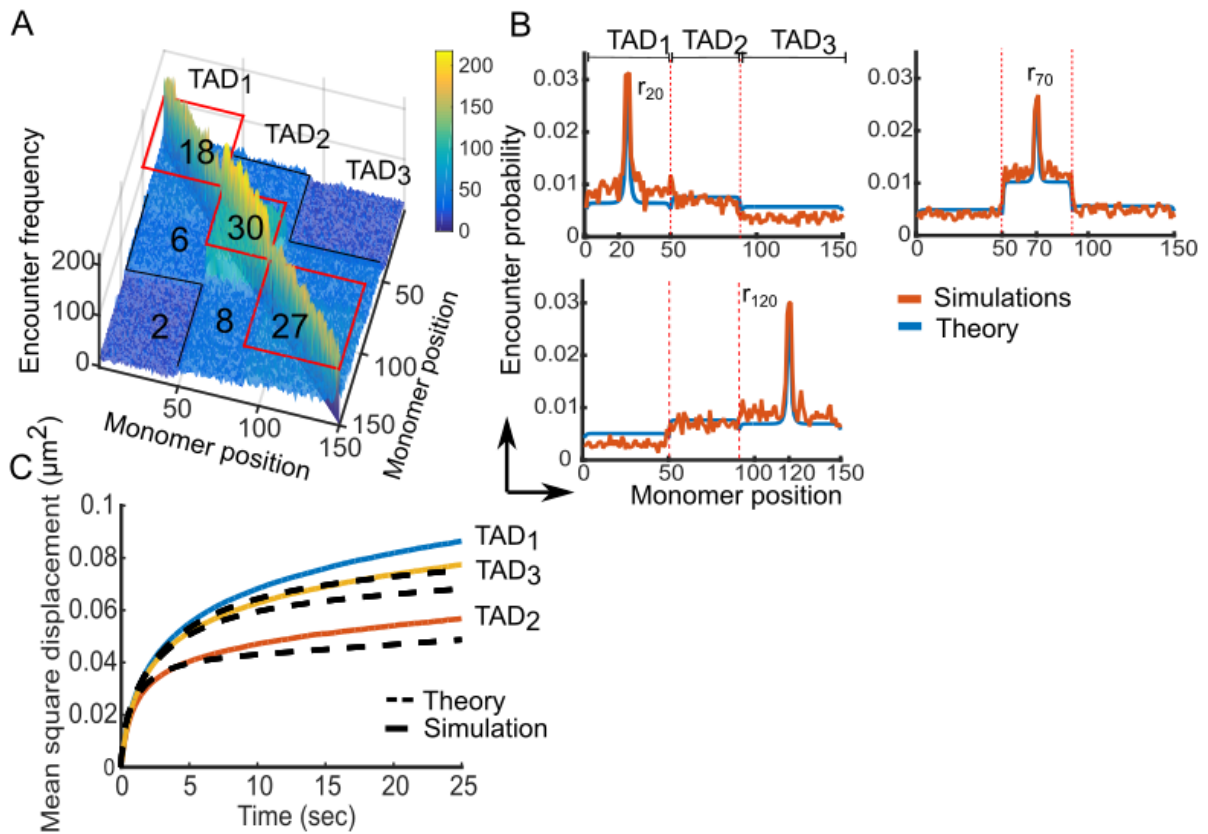 A
TAD1
TAD2
TAD3
200
150
100
50
0
18
30
6
27
8
2
Encounter frequency
200
100
0
50
100
150
Monomer position
50
100
150
Monomer position
B
TAD1 TAD2 TAD3
Encounter probability
0.03
0.02
0.01
0
r20
0 20 50 100 150
0.03
0.02
0.01
0
r70
0 50 70 100 150
0.03
0.02
0.01
0
r120
0 50 100 120 150
Monomer position
Simulations
Theory
C
Mean square displacement (μm²)
0.1
0.08
0.06
0.04
0.02
0
TAD1
TAD3
TAD2
Theory
Simulation
0 5 10 15 20 25
Time (sec)